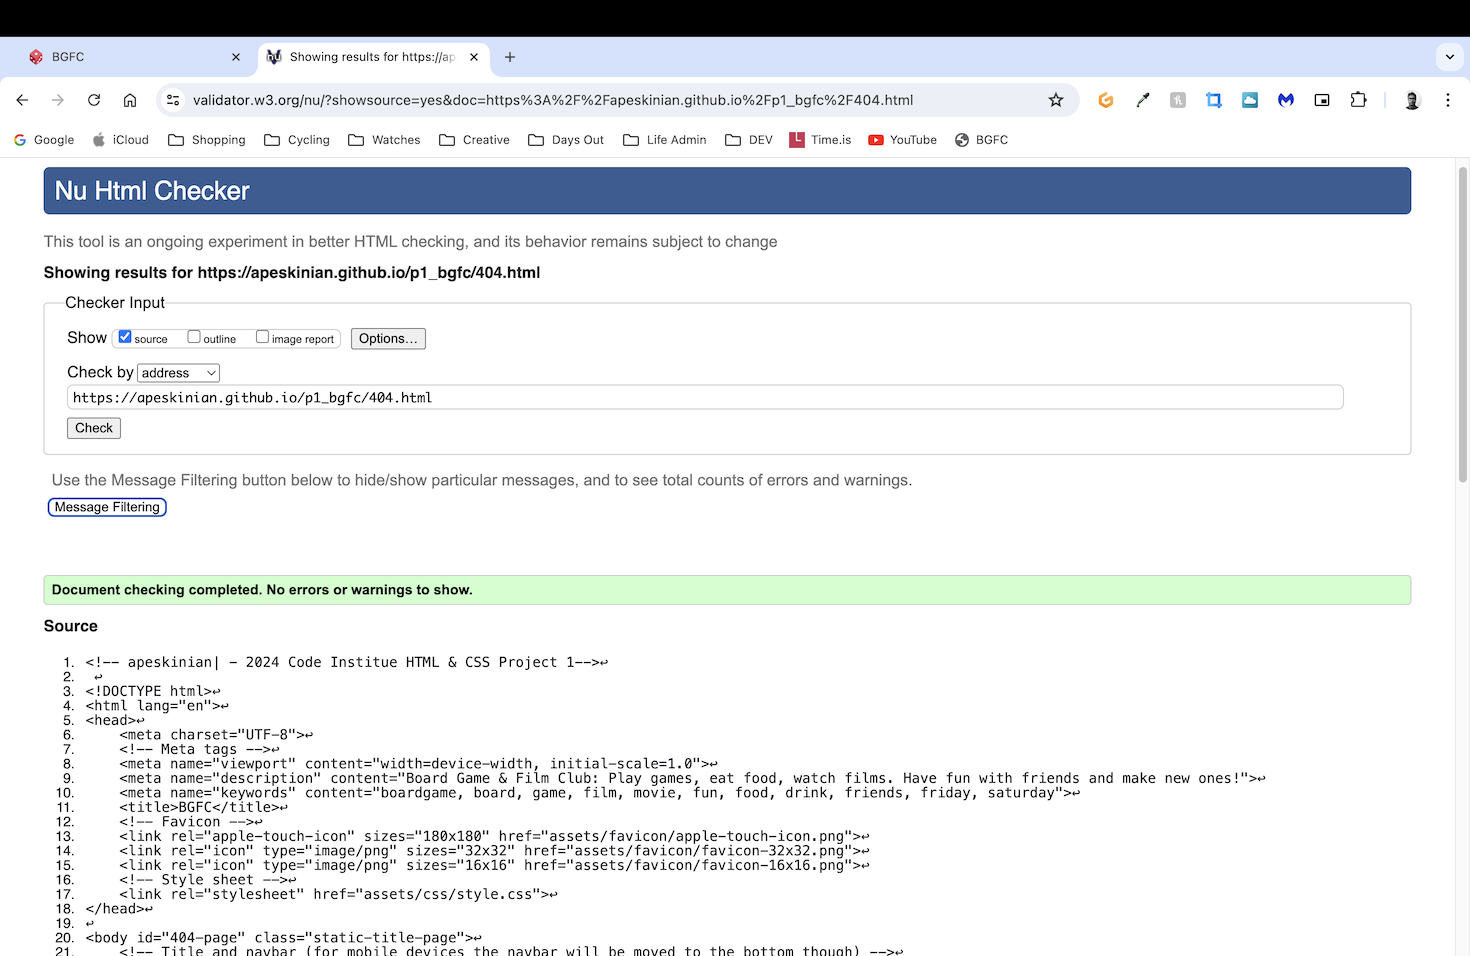 BGFC
Showing results for https://ap
validator.w3.org/nu/?showsource=yes&doc=https%3A%2F%2Fapeskinian.github.io%2Fp1_bgfc%2F404.html
Google iCloud Shopping Cycling Watches Creative Days Out Life Admin DEV Time.is YouTube BGFC
Nu Html Checker
This tool is an ongoing experiment in better HTML checking, and its behavior remains subject to change
Showing results for https://apeskinian.github.io/p1_bgfc/404.html
Checker Input
Show source outline image report Options...
Check by address
https://apeskinian.github.io/p1_bgfc/404.html
Check
Use the Message Filtering button below to hide/show particular messages, and to see total counts of errors and warnings.
Message Filtering
Document checking completed. No errors or warnings to show.
Source
1. <!-- apeskinian| - 2024 Code Institue HTML & CSS Project 1-->↩
2. ↩
3. <!DOCTYPE html>↩
4. <html lang="en">↩
5. <head>↩
6. <meta charset="UTF-8">↩
7. <!-- Meta tags -->↩
8. <meta name="viewport" content="width=device-width, initial-scale=1.0">↩
9. <meta name="description" content="Board Game & Film Club: Play games, eat food, watch films. Have fun with friends and make new ones!">↩
10. <meta name="keywords" content="boardgame, board, game, film, movie, fun, food, drink, friends, friday, saturday">↩
11. <title>BGFC</title>↩
12. <!-- Favicon -->↩
13. <link rel="apple-touch-icon" sizes="180x180" href="assets/favicon/apple-touch-icon.png">↩
14. <link rel="icon" type="image/png" sizes="32x32" href="assets/favicon/favicon-32x32.png">↩
15. <link rel="icon" type="image/png" sizes="16x16" href="assets/favicon/favicon-16x16.png">↩
16. <!-- Style sheet -->↩
17. <link rel="stylesheet" href="assets/css/style.css">↩
18. </head>↩
19. ↩
20. <body id="404-page" class="static-title-page">↩
21. <!-- Title and navbar (for mobile devices the navbar will be moved to the bottom though) -->↩